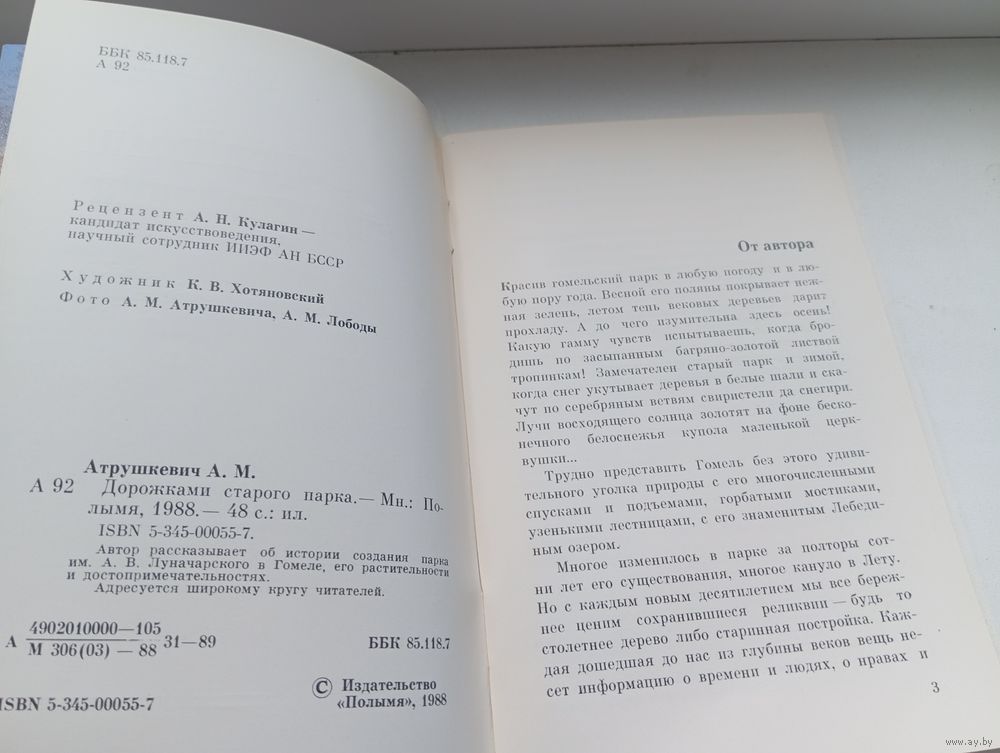 ББК 85.118.7
А 92
Рецензент А. Н. Кулагин —
кандидат искусствоведения,
научный сотрудник ИИЭФ АН БССР
Художник К. В. Хотяновский
Фото А. М. Атрушкевича, А. М. Лободы
Атрушкевич А. М.
А 92 Дорожками старого парка.— Мн.: По-
лымя, 1988.— 48 с.: ил.
ISBN 5-345-00055-7.
Автор рассказывает об истории создания парка
им. А. В. Луначарского в Гомеле, его растительности
и достопримечательностях.
Адресуется широкому кругу читателей.
А 4902010000—105 31—89
М 306(03) — 88
ББК 85.118.7
ISBN 5-345-00055-7
© Издательство
«Полымя», 1988
От автора
Красив гомельский парк в любую погоду и в лю-
бую пору года. Весной его поляны покрывает неж-
ная зелень, летом тень вековых деревьев дарит
прохладу. А до чего изумительна здесь осень!
Какую гамму чувств испытываешь, когда бро-
дишь по засыпанным багряно-золотой листвой
тропинкам! Замечателен старый парк и зимой,
когда снег укутывает деревья в белые шали и ска-
чут по серебряным ветвям свиристели да снегири.
Лучи восходящего солнца золотят на фоне беско-
нечного белоснежья купола маленькой церк-
вушки...
Трудно представить Гомель без этого удиви-
тельного уголка природы с его многочисленными
спусками и подъемами, горбатыми мостиками,
узенькими лестницами, с его знаменитым Лебеди-
ным озером.
Многое изменилось в парке за полторы сот-
ни лет его существования, многое кануло в Лету.
Но с каждым новым десятилетием мы все береж-
нее ценим сохранившиеся реликвии — будь то
столетнее дерево либо старинная постройка. Каж-
дая дошедшая до нас из глубины веков вещь не-
сет информацию о времени и людях, о нравах и
3
www.ay.by